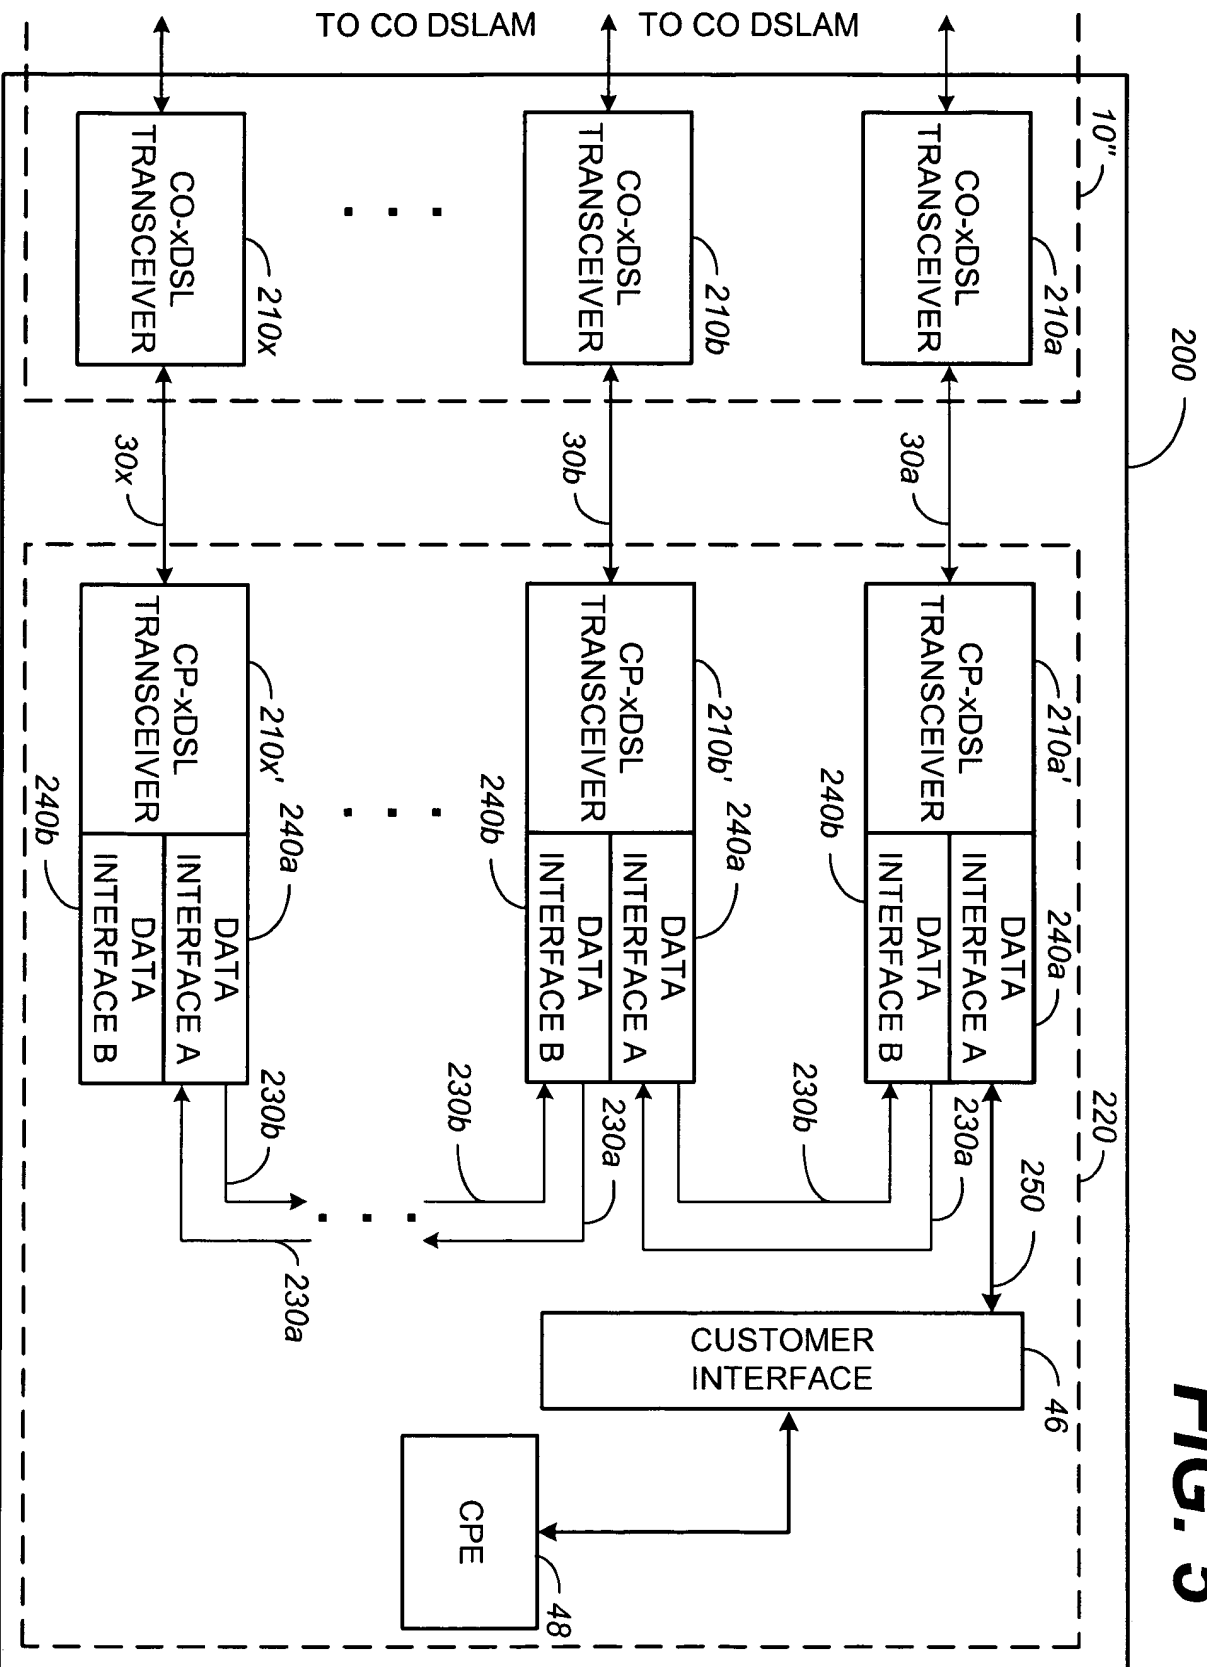 FIG. 5
200
10"
220
TO CO DSLAM
TO CO DSLAM
210a
CO-xDSL
TRANSCEIVER
30a
210a'
CP-xDSL
TRANSCEIVER
240a
DATA
INTERFACE A
DATA
INTERFACE B
240b
250
230a
230b
210b
CO-xDSL
TRANSCEIVER
30b
210b'
CP-xDSL
TRANSCEIVER
240a
DATA
INTERFACE A
DATA
INTERFACE B
240b
230a
230b
210x
CO-xDSL
TRANSCEIVER
30x
210x'
CP-xDSL
TRANSCEIVER
240a
DATA
INTERFACE A
DATA
INTERFACE B
240b
230b
230a
46
CUSTOMER
INTERFACE
CPE
48